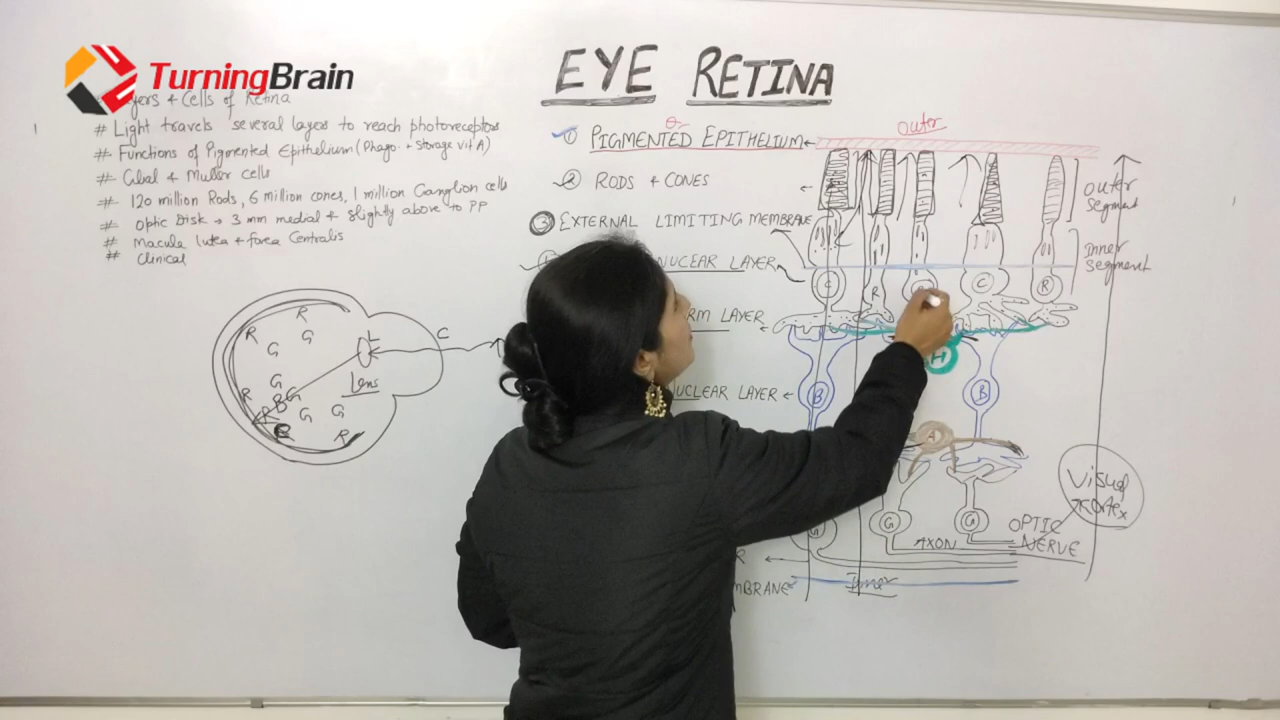 TurningBrain
EYE RETINA
& Cells of Retina
# Light travels several layers to reach photoreceptors
# Functions of Pigmented Epithelium (Phago. + Storage vit A)
# Glial & Muller cells
# 120 million Rods, 6 million cones, 1 million Ganglion cells
# Optic Disk → 3 mm medial & slightly above to PP
# Macula lutea & fovea Centralis
# Clinical
① PIGMENTED EPITHELIUM
② RODS & CONES
③ EXTERNAL LIMITING MEMBRANE
NUCLEAR LAYER
LAYER
NUCLEAR LAYER
Outer
Outer Segment
Inner Segment
C
R
C
R
H
B
B
A
G
G
AXON
OPTIC NERVE
Visual Kortex
Inner
R
R
G
G
L
C
Lens
G
R
B
G
R
G
G
R